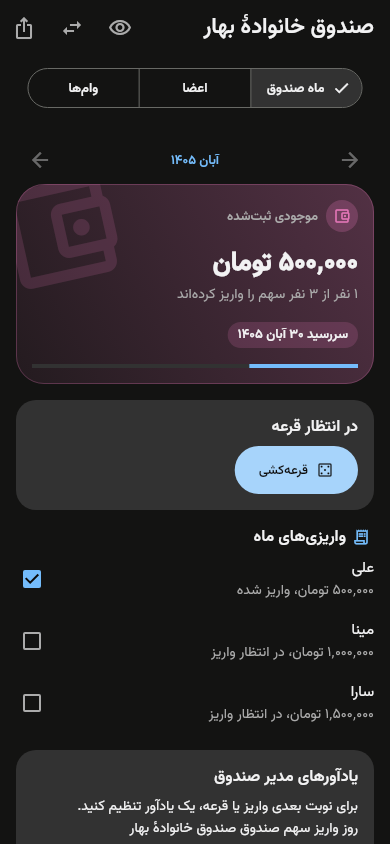 صندوق خانوادهٔ بهار
ماه صندوق
اعضا
وام‌ها
آبان ۱۴۰۵
موجودی ثبت‌شده
۵۰۰,۰۰۰ تومان
۱ نفر از ۳ نفر سهم را واریز کرده‌اند
سررسید ۳۰ آبان ۱۴۰۵
در انتظار قرعه
قرعه‌کشی
واریزی‌های ماه
علی
۵۰۰,۰۰۰ تومان، واریز شده
مینا
۱,۰۰۰,۰۰۰ تومان، در انتظار واریز
سارا
۱,۵۰۰,۰۰۰ تومان، در انتظار واریز
یادآورهای مدیر صندوق
برای نوبت بعدی واریز یا قرعه، یک یادآور تنظیم کنید.
روز واریز سهم صندوق صندوق خانوادهٔ بهار